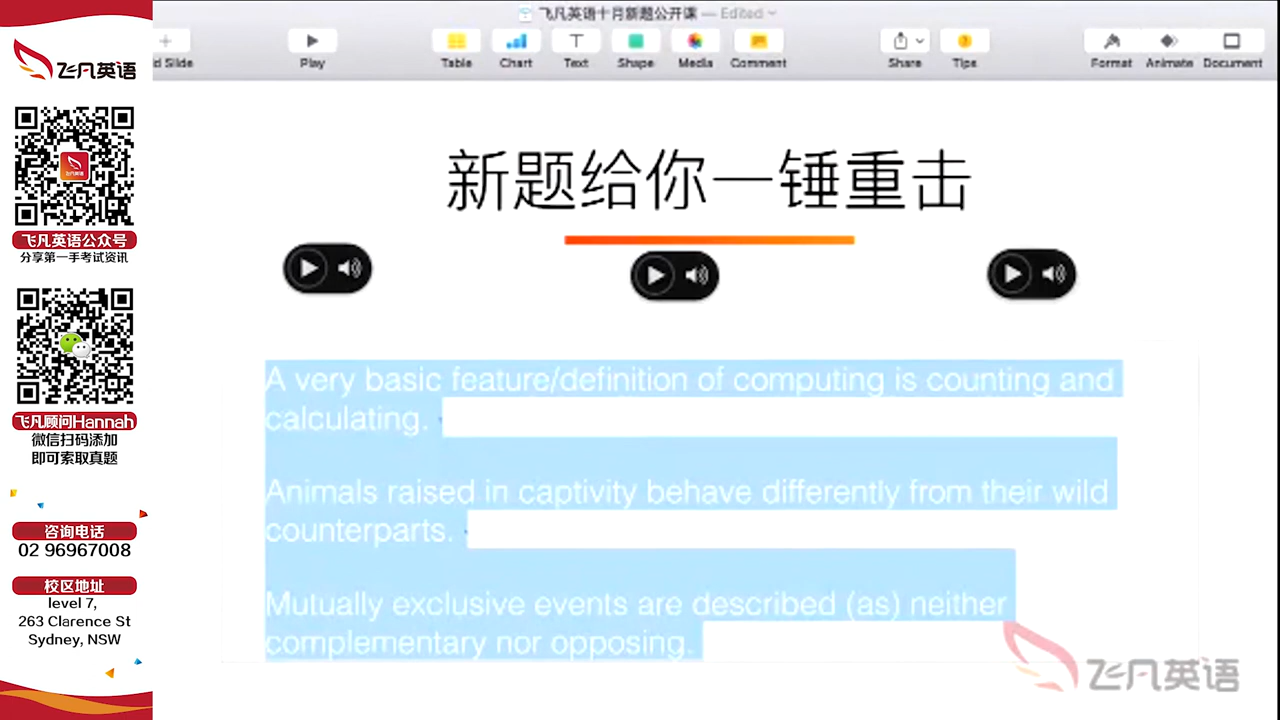 飞凡英语十月新题公开课 — Edited
d Slide
Play
Table
Chart
Text
Shape
Media
Comment
Share
Tips
Format
Animate
Document
飞凡英语
飞凡英语公众号
分享第一手考试资讯
飞凡顾问Hannah
微信扫码添加
即可索取真题
咨询电话
02 96967008
校区地址
level 7,
263 Clarence St
Sydney, NSW
新题给你一锤重击
A very basic feature/definition of computing is counting and
calculating.
Animals raised in captivity behave differently from their wild
counterparts.
Mutually exclusive events are described (as) neither
complementary nor opposing.
飞凡英语